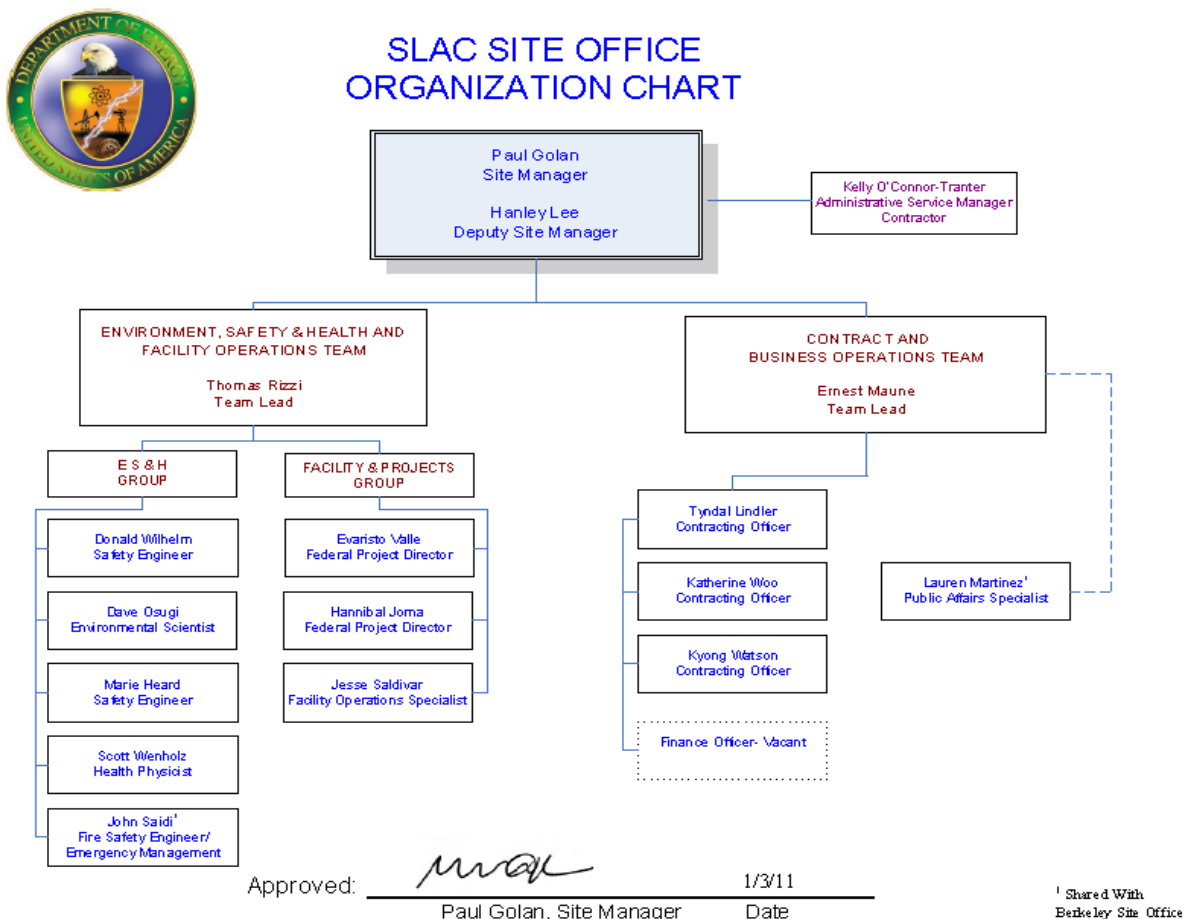 DEPARTMENT OF ENERGY
UNITED STATES OF AMERICA
SLAC SITE OFFICE
ORGANIZATION CHART
Paul Golan
Site Manager
Hanley Lee
Deputy Site Manager
Kelly O'Connor-Tranter
Administrative Service Manager
Contractor
ENVIRONMENT, SAFETY & HEALTH AND
FACILITY OPERATIONS TEAM
Thomas Rizzi
Team Lead
CONTRACT AND
BUSINESS OPERATIONS TEAM
Ernest Maune
Team Lead
E S & H
GROUP
Donald Wilhelm
Safety Engineer
Dave Osugi
Environmental Scientist
Marie Heard
Safety Engineer
Scott Wenholz
Health Physicist
John Saidi¹
Fire Safety Engineer/
Emergency Management
FACILITY & PROJECTS
GROUP
Evaristo Valle
Federal Project Director
Hannibal Joma
Federal Project Director
Jesse Saldivar
Facility Operations Specialist
Tyndal Lindler
Contracting Officer
Katherine Woo
Contracting Officer
Kyong Watson
Contracting Officer
Finance Officer- Vacant
Lauren Martinez¹
Public Affairs Specialist
Approved:
1/3/11
Paul Golan, Site Manager
Date
¹ Shared With
Berkeley Site Office